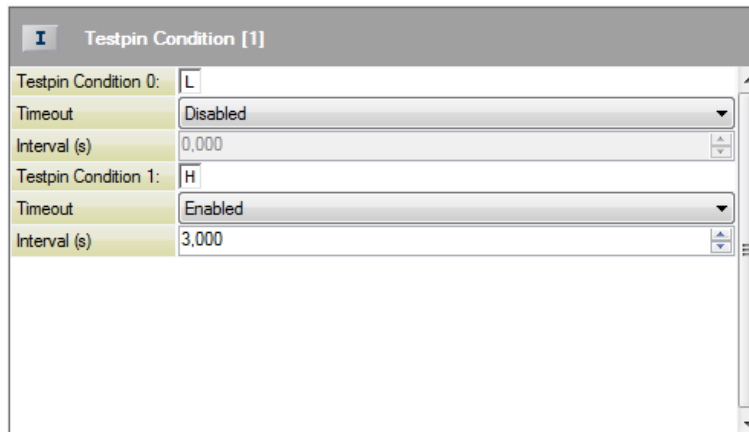 I Testpin Condition [1]
Testpin Condition 0: L
Timeout Disabled
Interval (s) 0,000
Testpin Condition 1: H
Timeout Enabled
Interval (s) 3,000